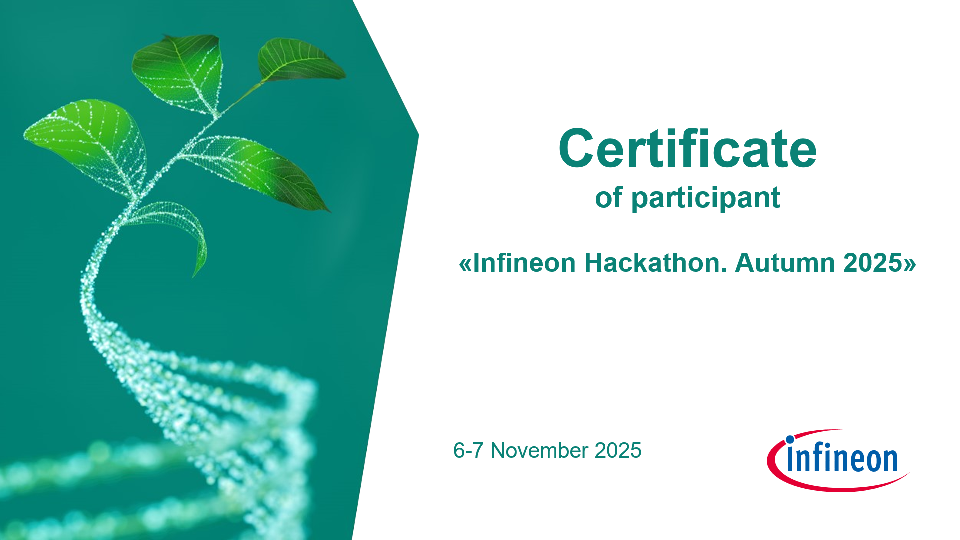 Certificate
of participant
«Infineon Hackathon. Autumn 2025»
6-7 November 2025
infineon